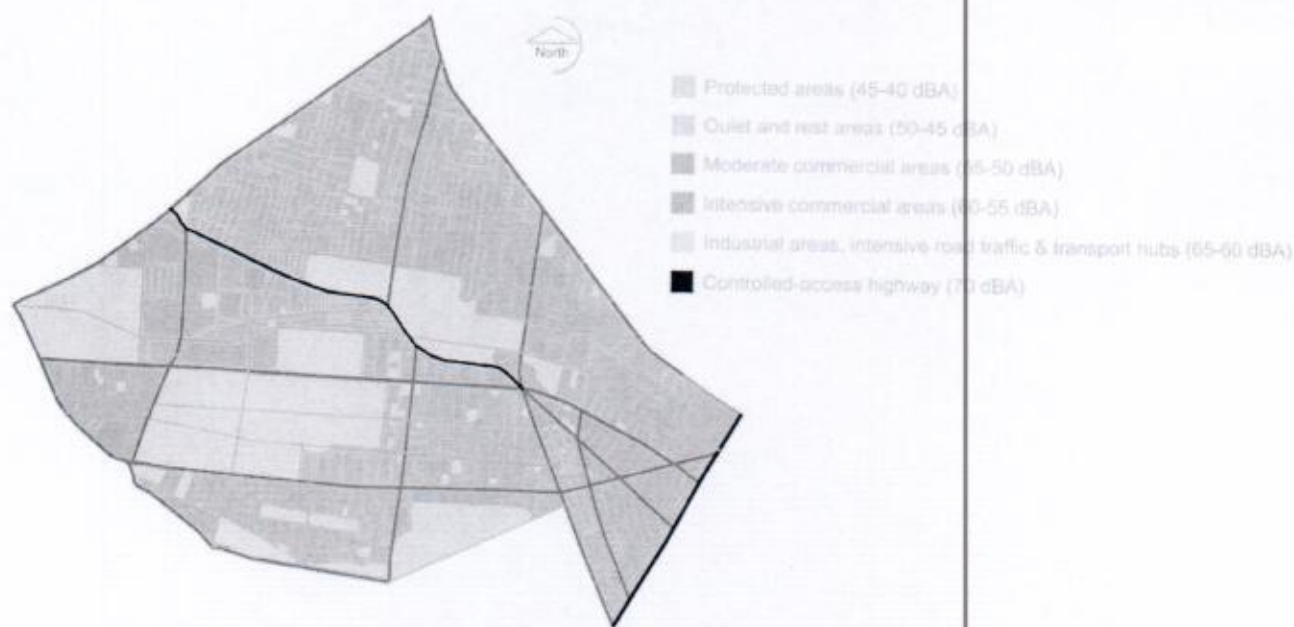 North
Protected areas (45-40 dBA)
Quiet and rest areas (50-45 dBA)
Moderate commercial areas (55-50 dBA)
Intensive commercial areas (60-55 dBA)
Industrial areas, intensive road traffic & transport hubs (65-60 dBA)
Controlled-access highway (70 dBA)